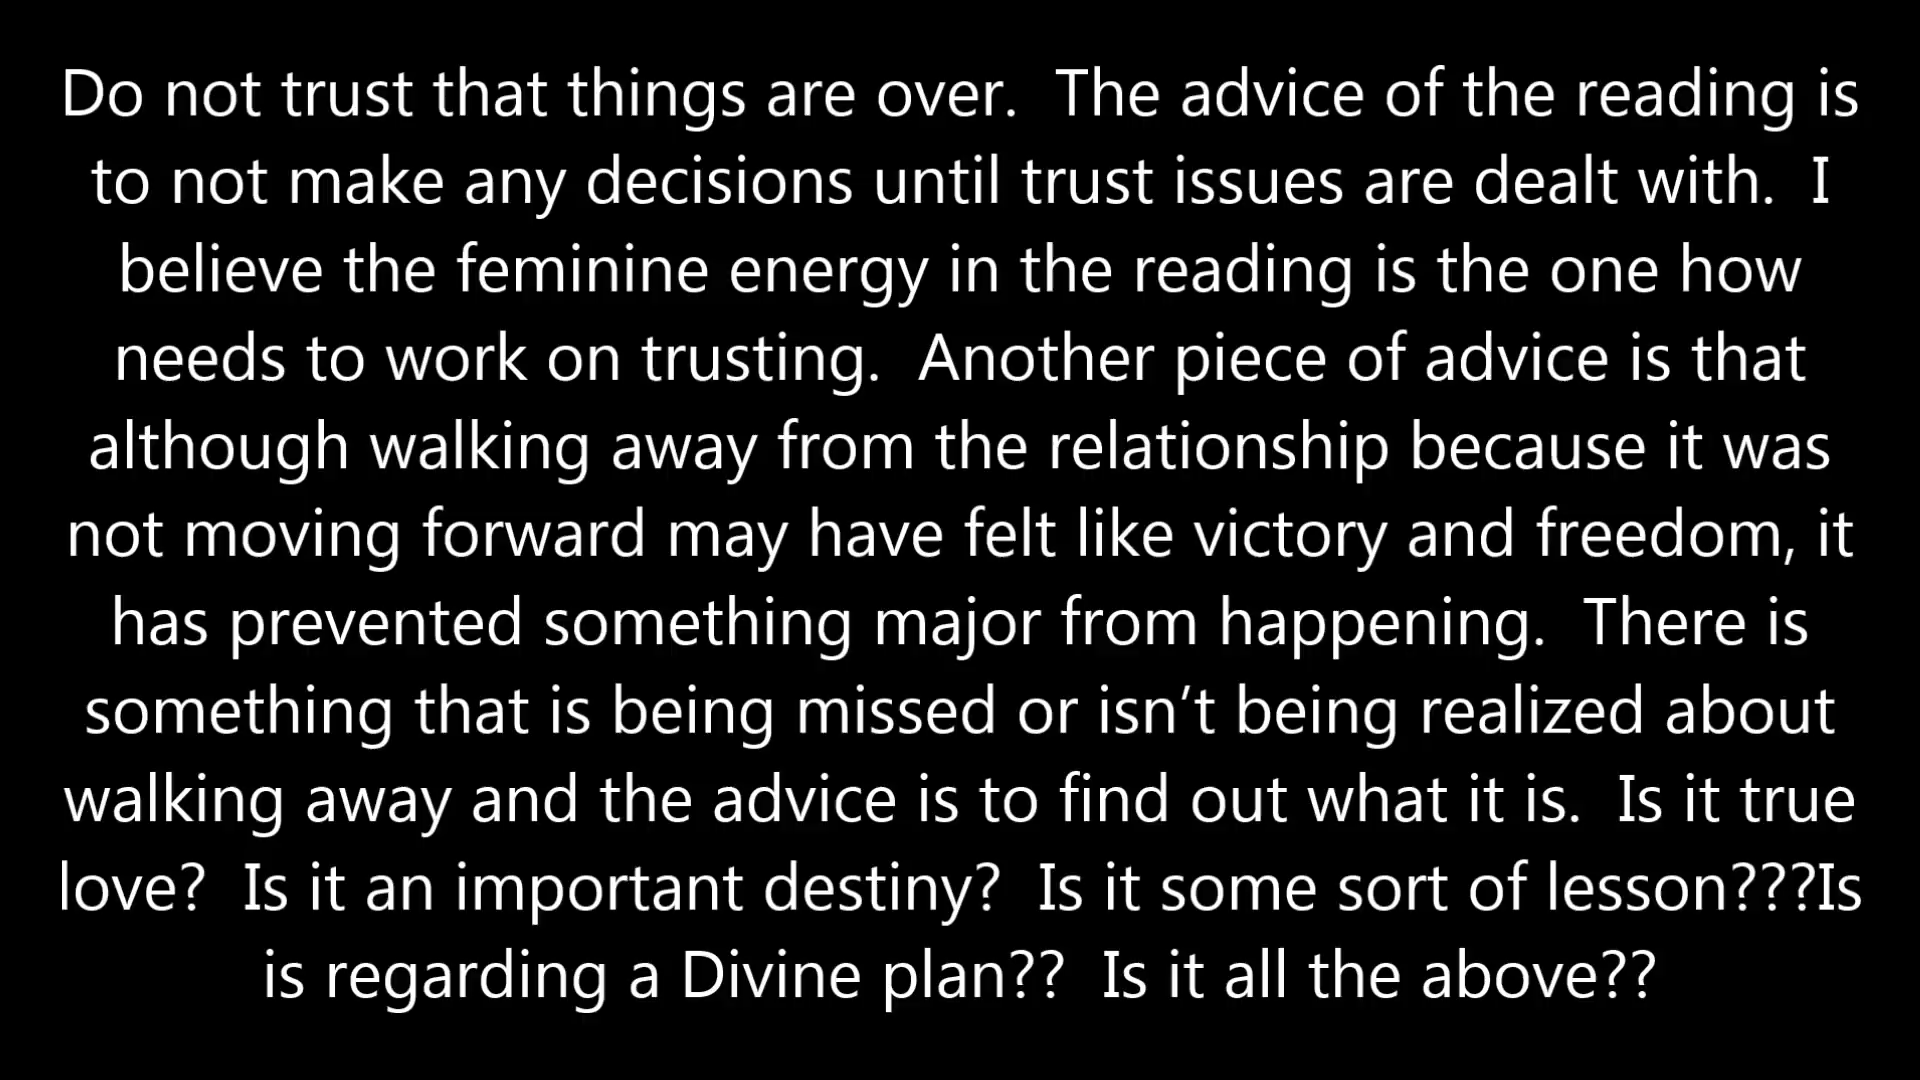 Do not trust that things are over.  The advice of the reading is
to not make any decisions until trust issues are dealt with.  I
believe the feminine energy in the reading is the one how
needs to work on trusting.  Another piece of advice is that
although walking away from the relationship because it was
not moving forward may have felt like victory and freedom, it
has prevented something major from happening.  There is
something that is being missed or isn’t being realized about
walking away and the advice is to find out what it is.  Is it true
love?  Is it an important destiny?  Is it some sort of lesson???Is
is regarding a Divine plan??  Is it all the above??